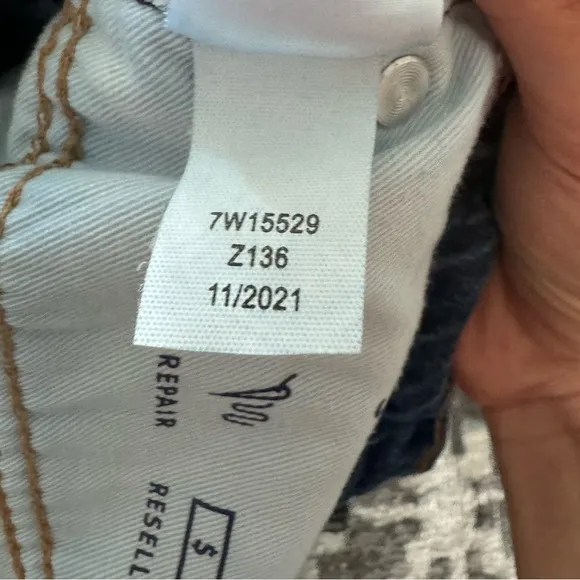 7W15529
Z136
11/2021
REPAIR
RESELL
$